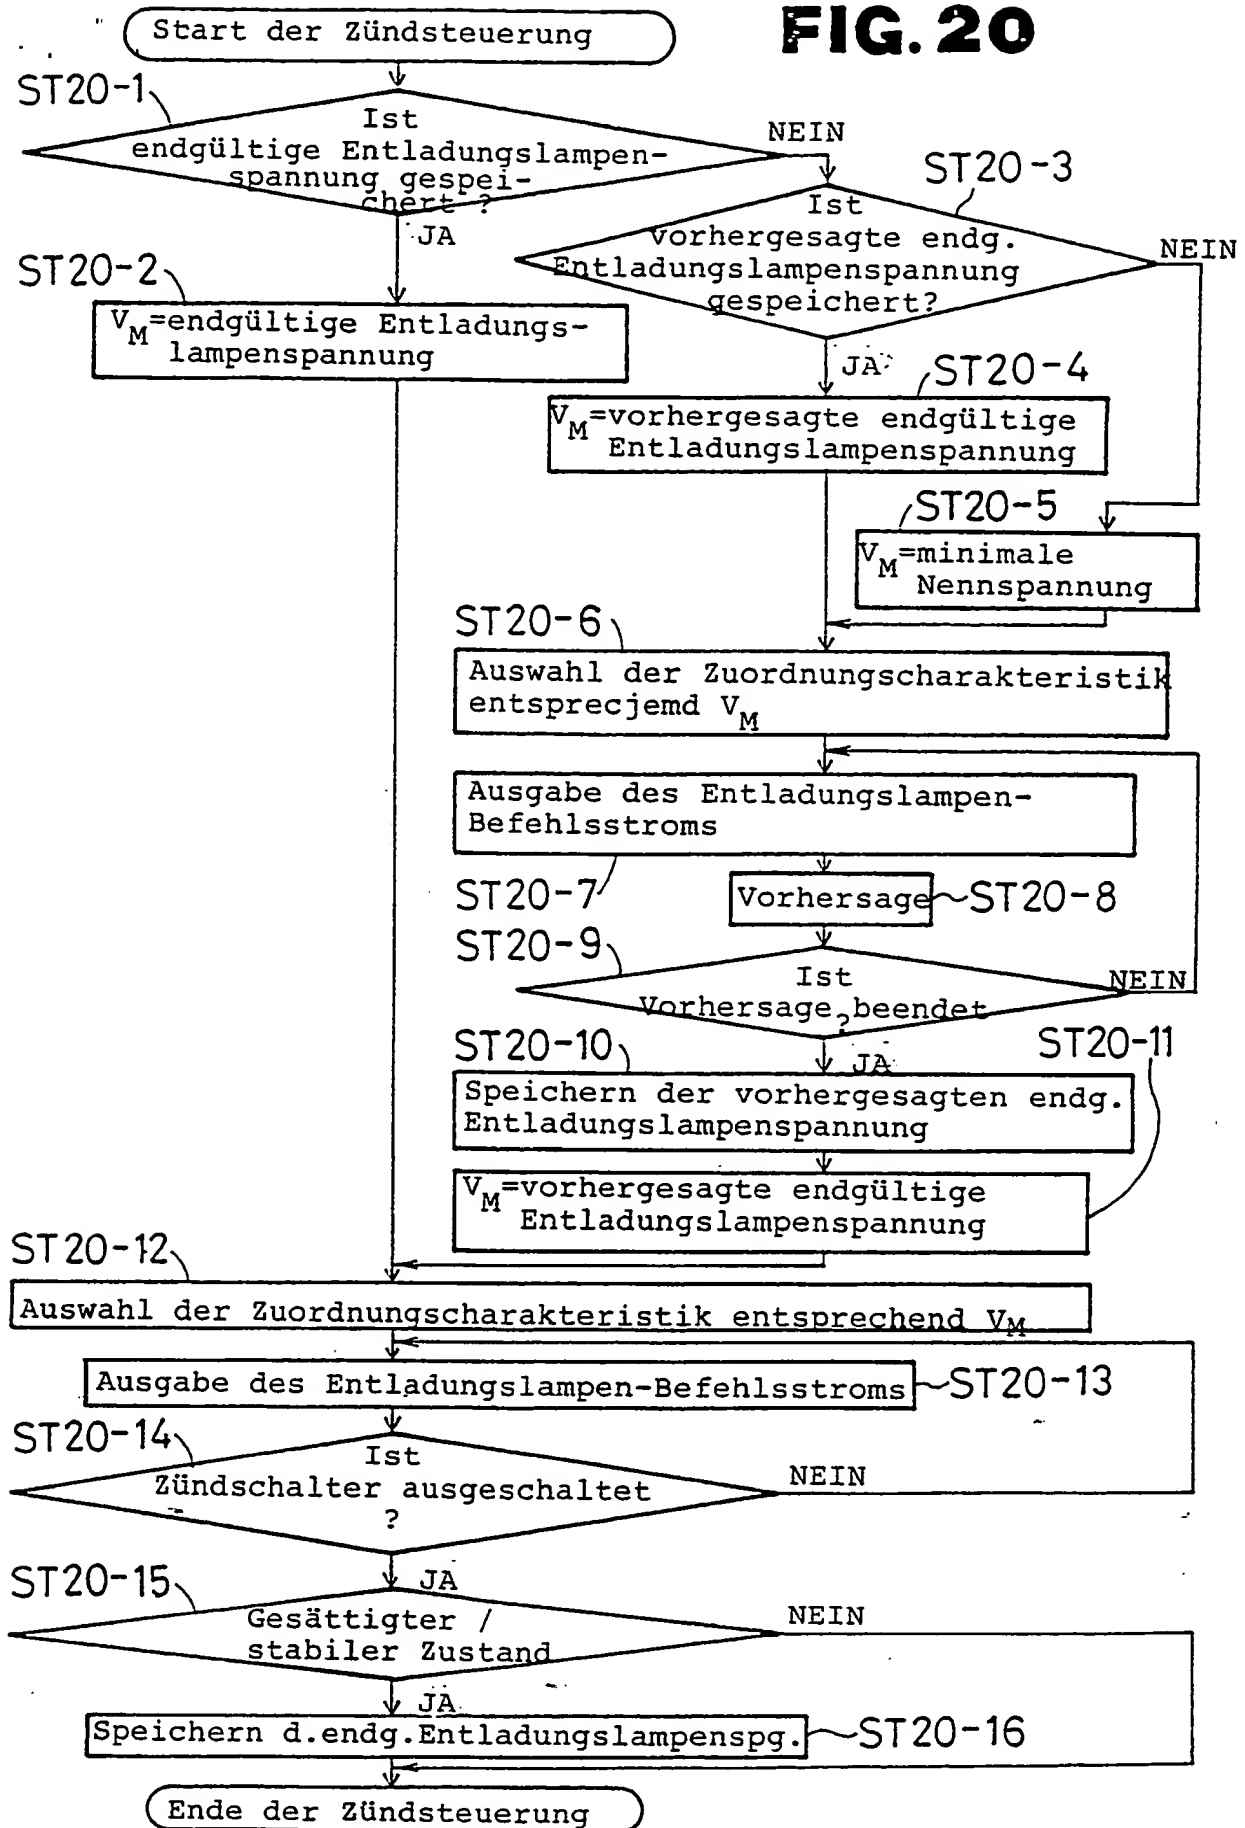 FIG. 20
Start der Zündsteuerung
ST20-1
Ist
endgültige Entladungslampen-
spannung gespei-
chert ?
NEIN
JA
ST20-3
Ist
vorhergesagte endg.
Entladungslampenspannung
gespeichert?
NEIN
JA
ST20-2
VM=endgültige Entladungs-
lampenspannung
ST20-4
VM=vorhergesagte endgültige
Entladungslampenspannung
ST20-5
VM=minimale
Nennspannung
ST20-6
Auswahl der Zuordnungscharakteristik
entsprecjemd VM
Ausgabe des Entladungslampen-
Befehlsstroms
ST20-7
Vorhersage
ST20-8
ST20-9
Ist
Vorhersage beendet
?
NEIN
JA
ST20-10
ST20-11
Speichern der vorhergesagten endg.
Entladungslampenspannung
VM=vorhergesagte endgültige
Entladungslampenspannung
ST20-12
Auswahl der Zuordnungscharakteristik entsprechend VM
Ausgabe des Entladungslampen-Befehlsstroms
ST20-13
ST20-14
Ist
Zündschalter ausgeschaltet
?
NEIN
JA
ST20-15
Gesättigter /
stabiler Zustand
NEIN
JA
Speichern d.endg.Entladungslampenspg.
ST20-16
Ende der Zündsteuerung